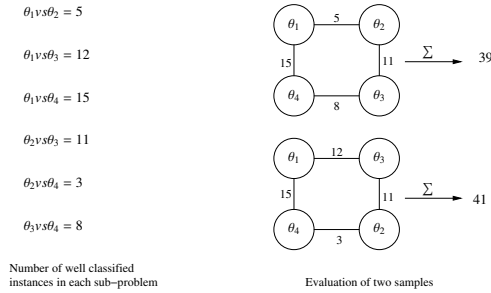 θ1vsθ2 = 5
θ1vsθ3 = 12
θ1vsθ4 = 15
θ2vsθ3 = 11
θ2vsθ4 = 3
θ3vsθ4 = 8
Number of well classified
instances in each sub−problem
θ1 5 θ2
15 11 Σ 39
θ4 8 θ3
θ1 12 θ3
15 11 Σ 41
θ4 3 θ2
Evaluation of two samples